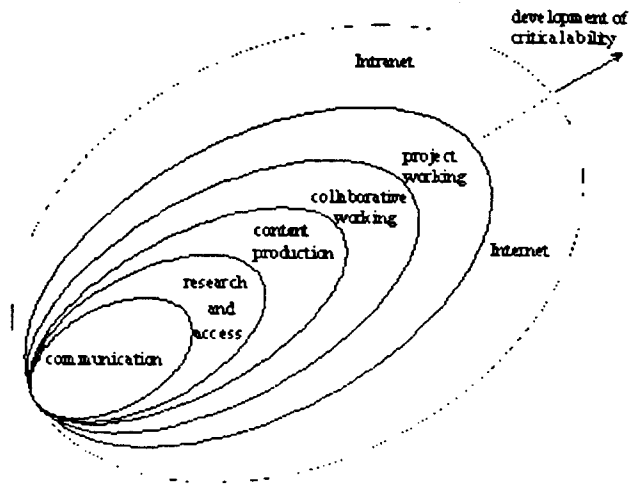 development of
critical ability
Intranet
project
working
collaborative
working
content
production
Internet
research
and
access
communication